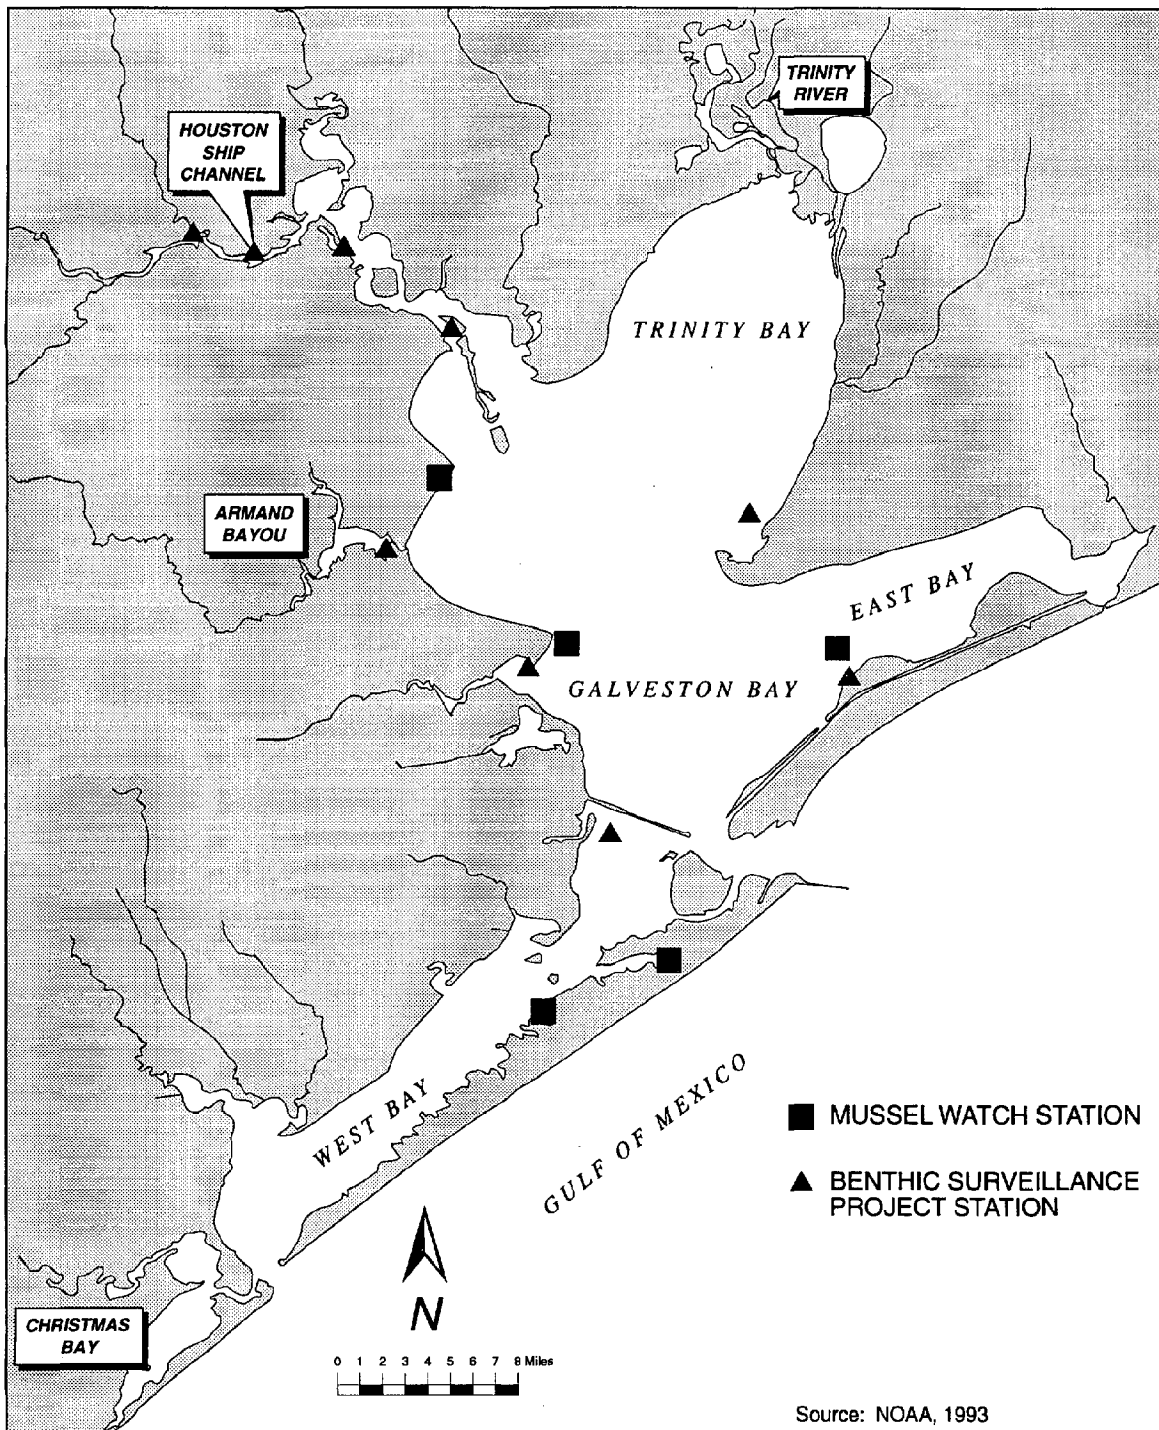 TRINITY
RIVER
HOUSTON
SHIP
CHANNEL
TRINITY BAY
ARMAND
BAYOU
EAST BAY
GALVESTON BAY
WEST BAY
GULF OF MEXICO
MUSSEL WATCH STATION
BENTHIC SURVEILLANCE
PROJECT STATION
N
CHRISTMAS
BAY
0 1 2 3 4 5 6 7 8 Miles
Source: NOAA, 1993